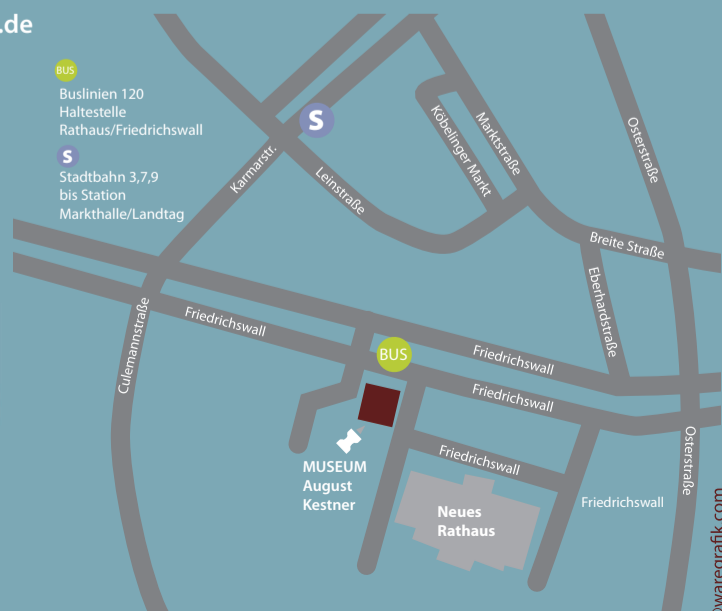 .de
BUS
Buslinien 120
Haltestelle
Rathaus/Friedrichswall
S
Stadtbahn 3,7,9
bis Station
Markthalle/Landtag
S
Karmarstr.
Leinstraße
Köbelinger Markt
Marktstraße
Osterstraße
Breite Straße
Eberhardstraße
Culemannstraße
Friedrichswall
BUS
Friedrichswall
Friedrichswall
MUSEUM
August
Kestner
Friedrichswall
Neues
Rathaus
Friedrichswall
Osterstraße
waregrafik.com